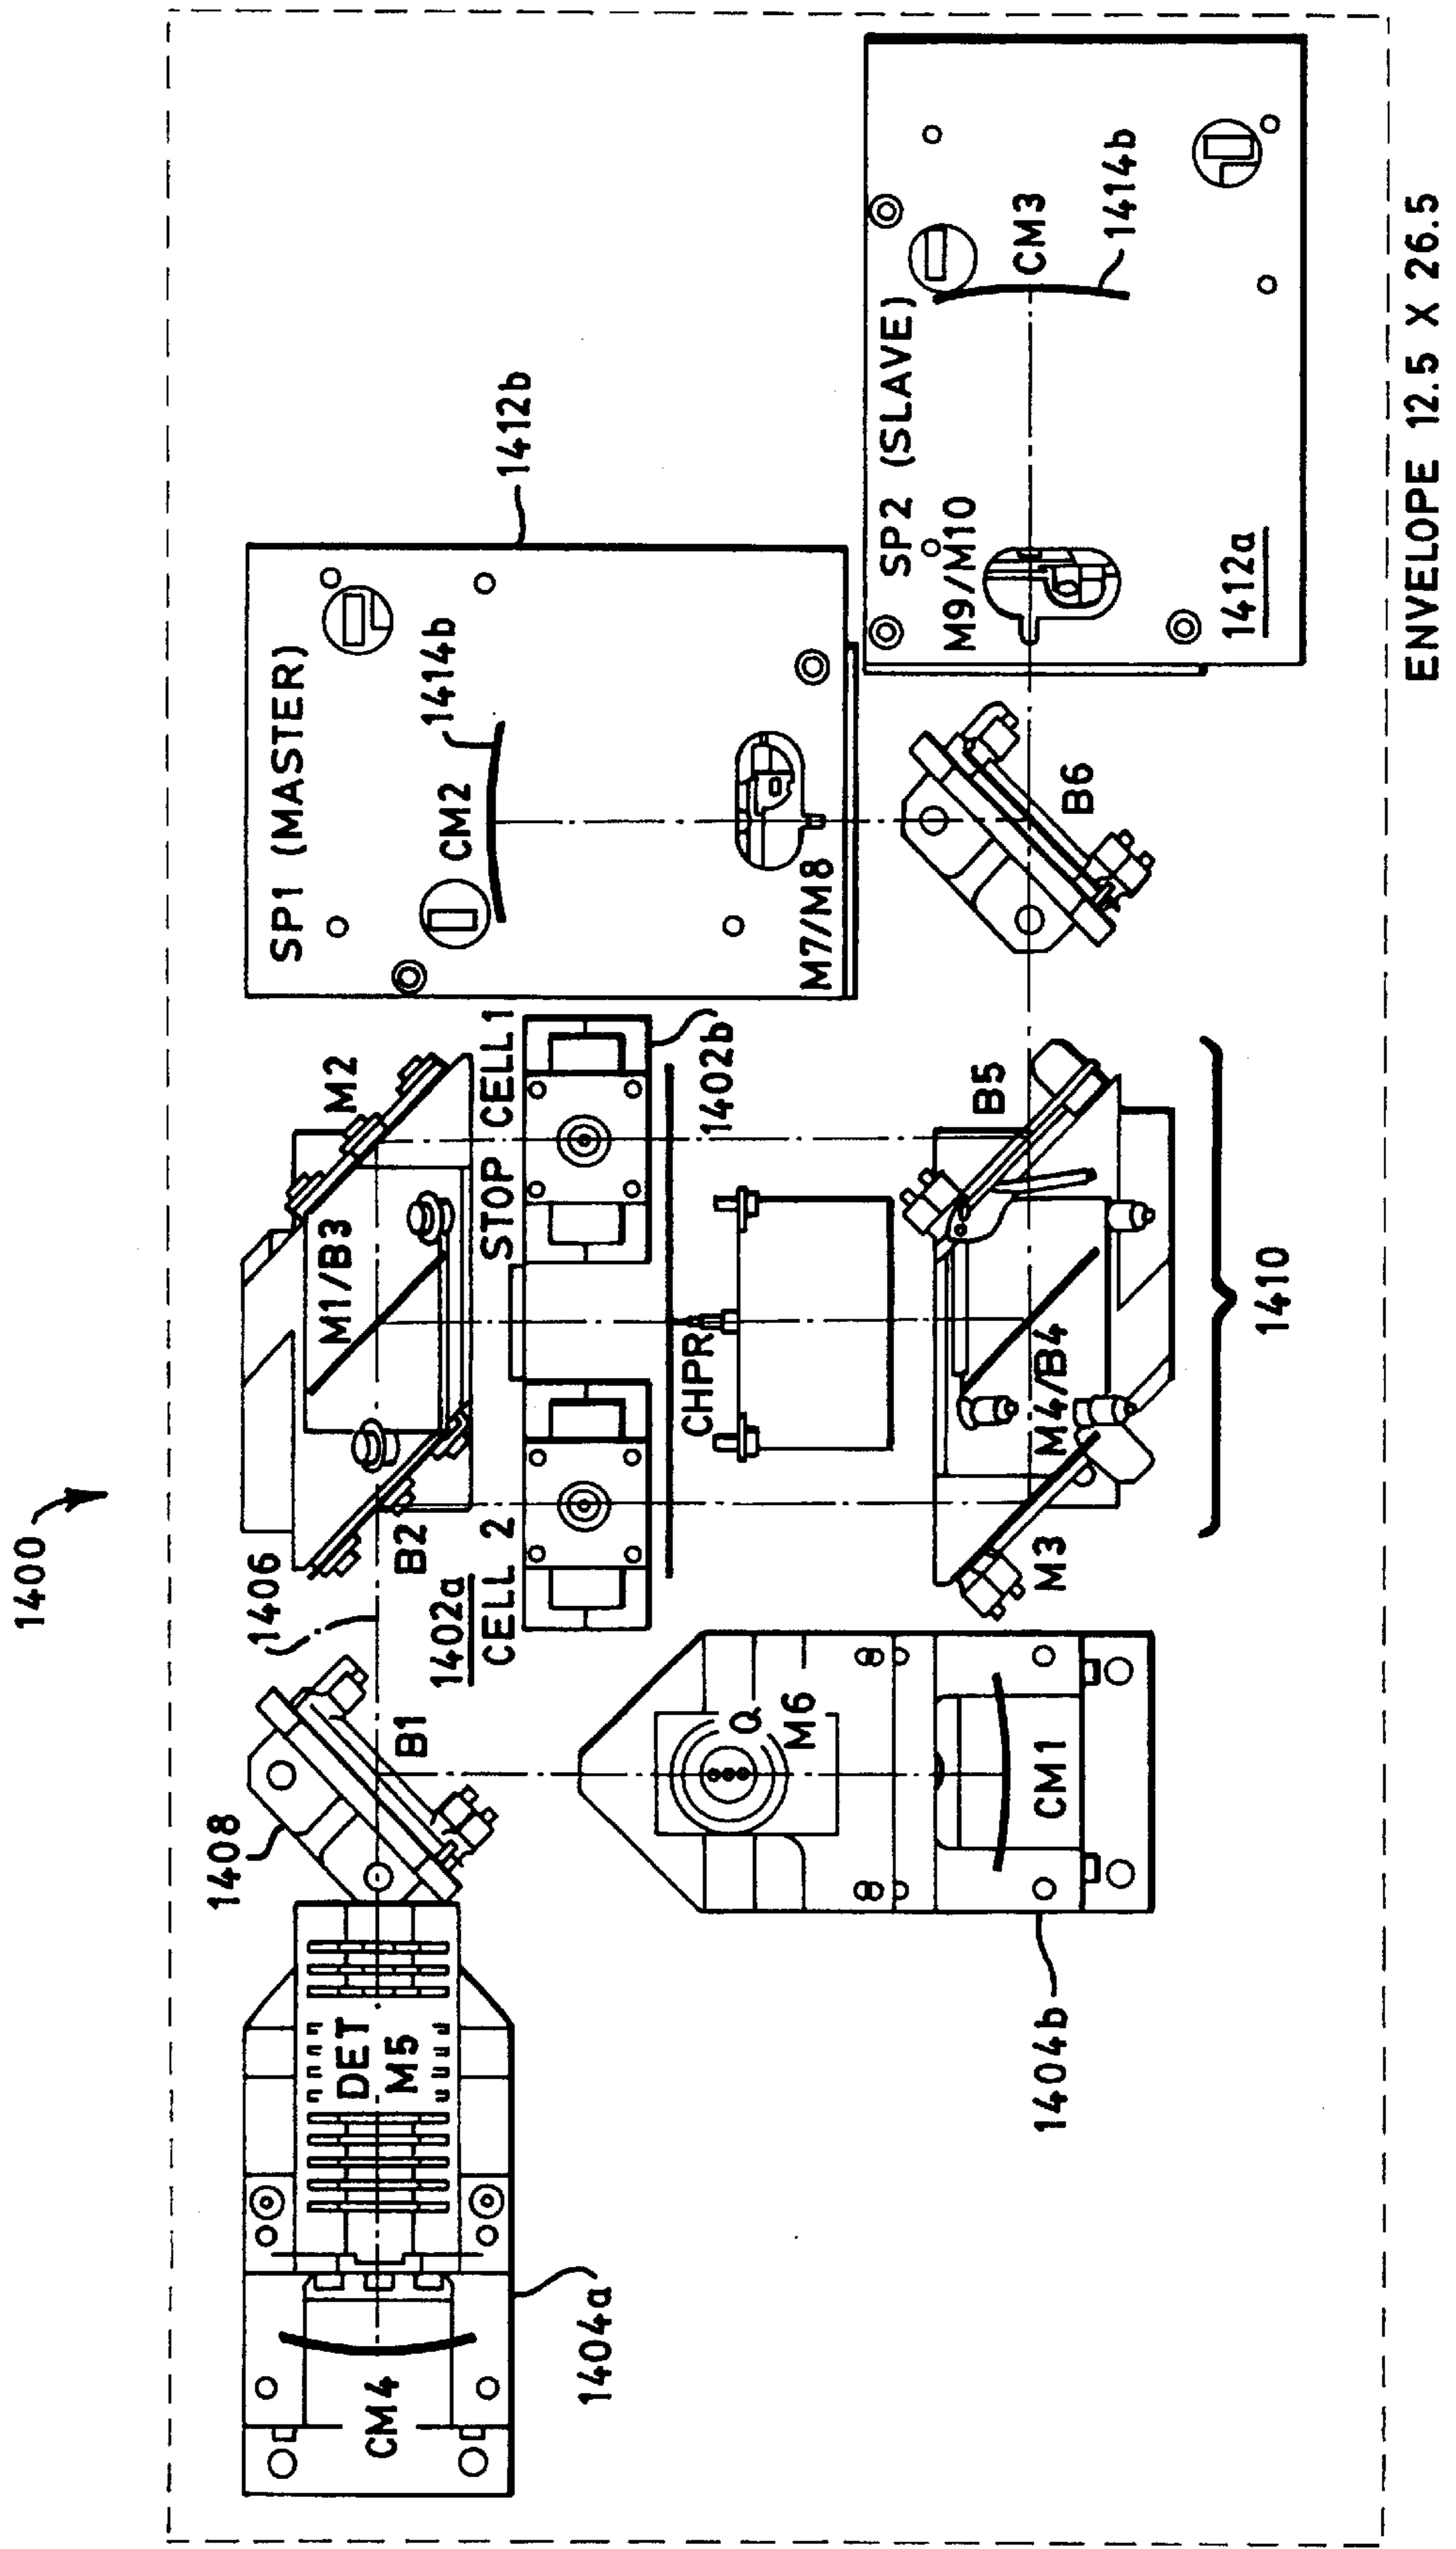 1400
1408
1406
B1
B2
M1/B3
M2
SP1 (MASTER)
CM2
1414b
1412b
M7/M8
CM4
DET
M5
1404a
1402a
CELL 2
STOP CELL1
1402b
CHPR
Q
M6
CM1
1404b
M3
M4/B4
B5
1410
B6
SP2 (SLAVE)
M9/M10
CM3
1414b
1412a
ENVELOPE 12.5 X 26.5